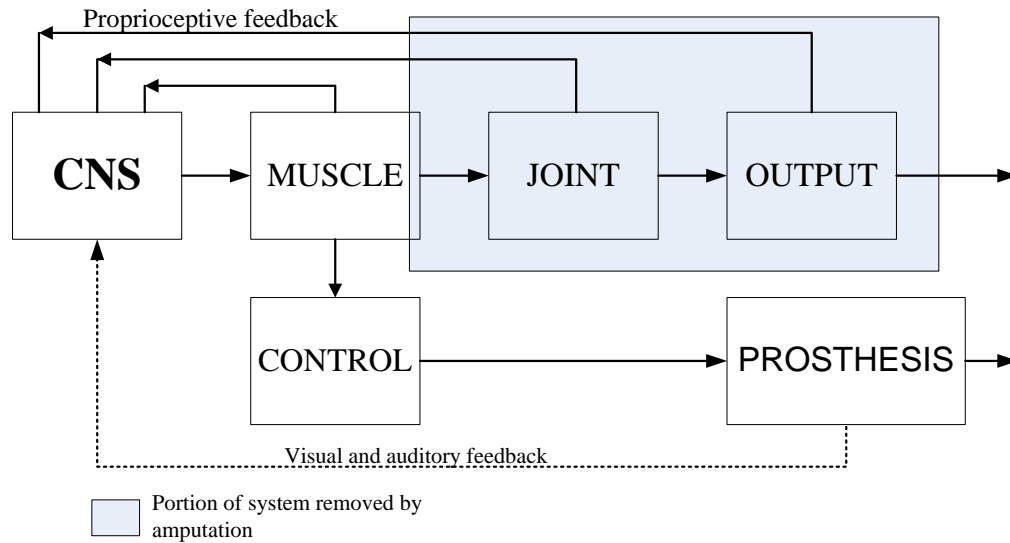 Proprioceptive feedback
CNS
MUSCLE
JOINT
OUTPUT
CONTROL
PROSTHESIS
Visual and auditory feedback
Portion of system removed by
amputation